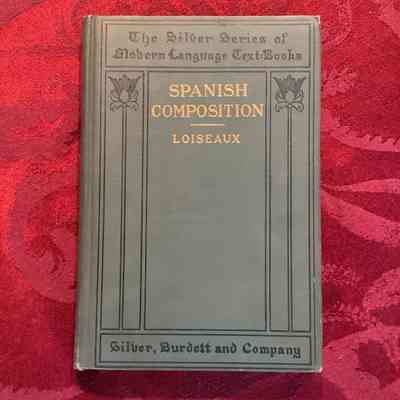 The Silver Series of
Modern Language Text-Books
SPANISH
COMPOSITION
LOISEAUX
Silver, Burdett and Company